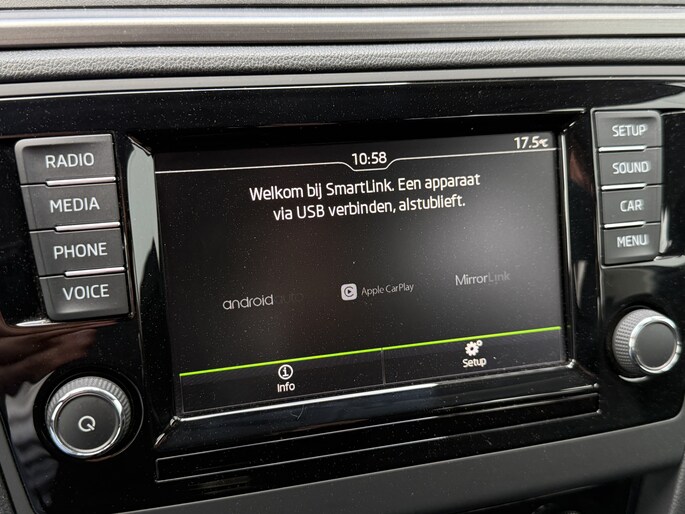 RADIO
MEDIA
PHONE
VOICE
10:58
17.5°C
Welkom bij SmartLink. Een apparaat
via USB verbinden, alstublieft.
android auto
Apple CarPlay
MirrorLink
Info
Setup
SETUP
SOUND
CAR
MENU